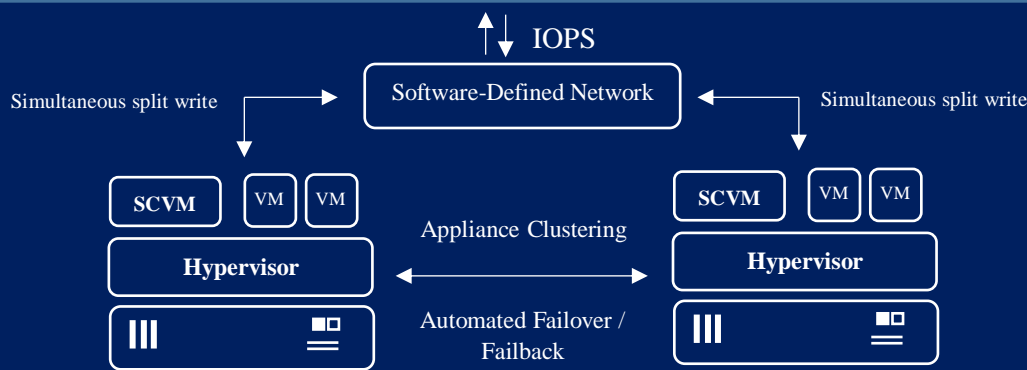 IOPS
Software-Defined Network
Simultaneous split write
Simultaneous split write
SCVM
VM
VM
SCVM
VM
VM
Appliance Clustering
Hypervisor
Hypervisor
Automated Failover /
Failback